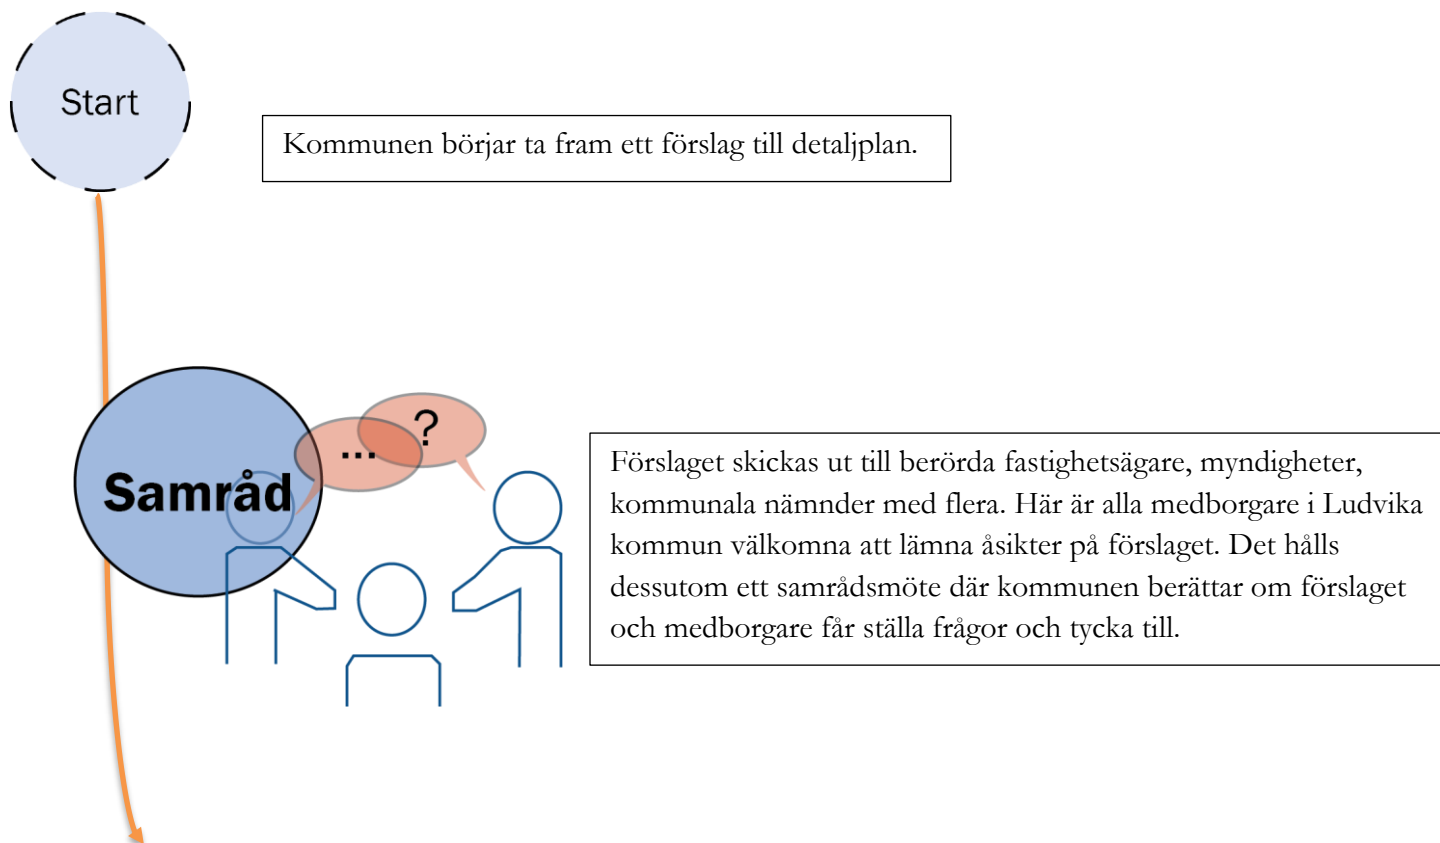 Start
Kommunen börjar ta fram ett förslag till detaljplan.
...
?
Samråd
Förslaget skickas ut till berörda fastighetsägare, myndigheter,
kommunala nämnder med flera. Här är alla medborgare i Ludvika
kommun välkomna att lämna åsikter på förslaget. Det hålls
dessutom ett samrådsmöte där kommunen berättar om förslaget
och medborgare får ställa frågor och tycka till.